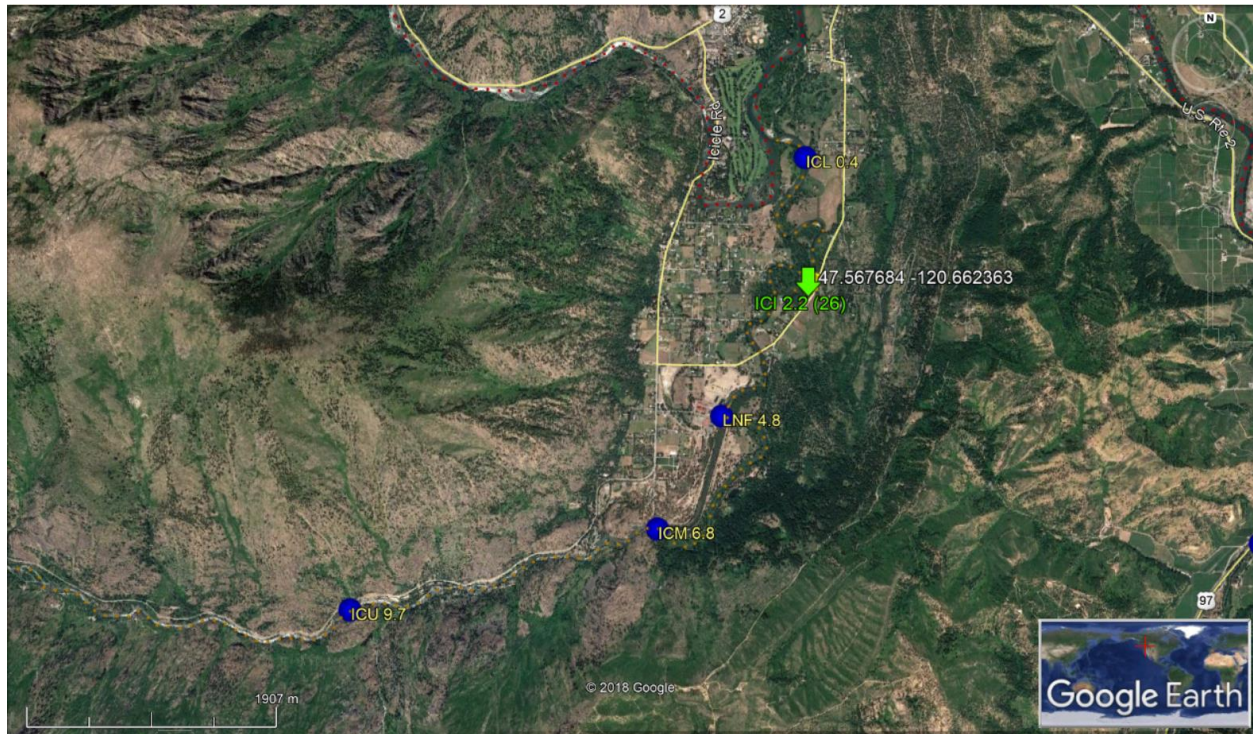 2
N
Icicle Rd
U.S. Rte 2
ICL 0.4
47.567684 -120.662363
ICI 2.2 (26)
LNF 4.8
ICM 6.8
ICU 9.7
97
1907 m
© 2018 Google
Google Earth